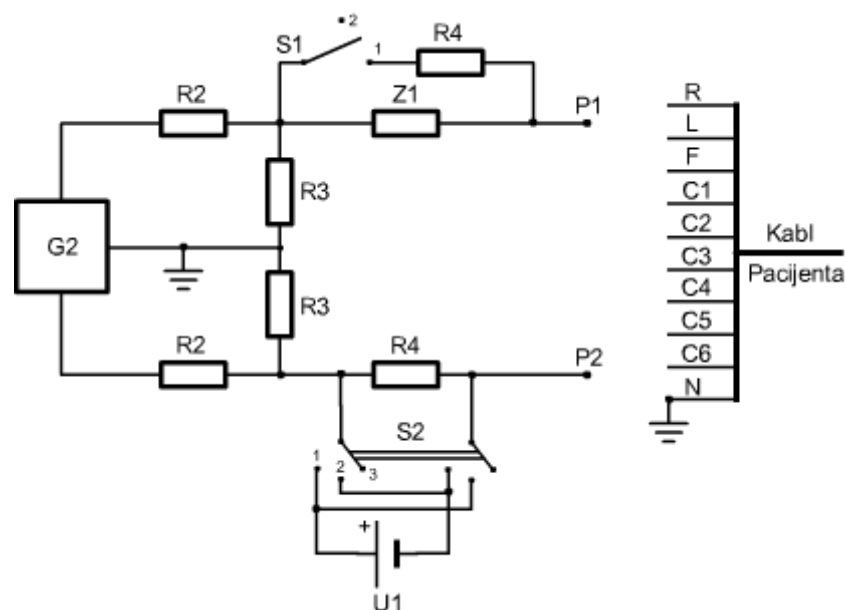 2
S1
1
R4
R2
Z1
P1
R3
G2
R3
R2
R4
P2
S2
1
2
3
+
U1
R
L
F
C1
C2
C3
C4
C5
C6
N
Kabl
Pacijenta